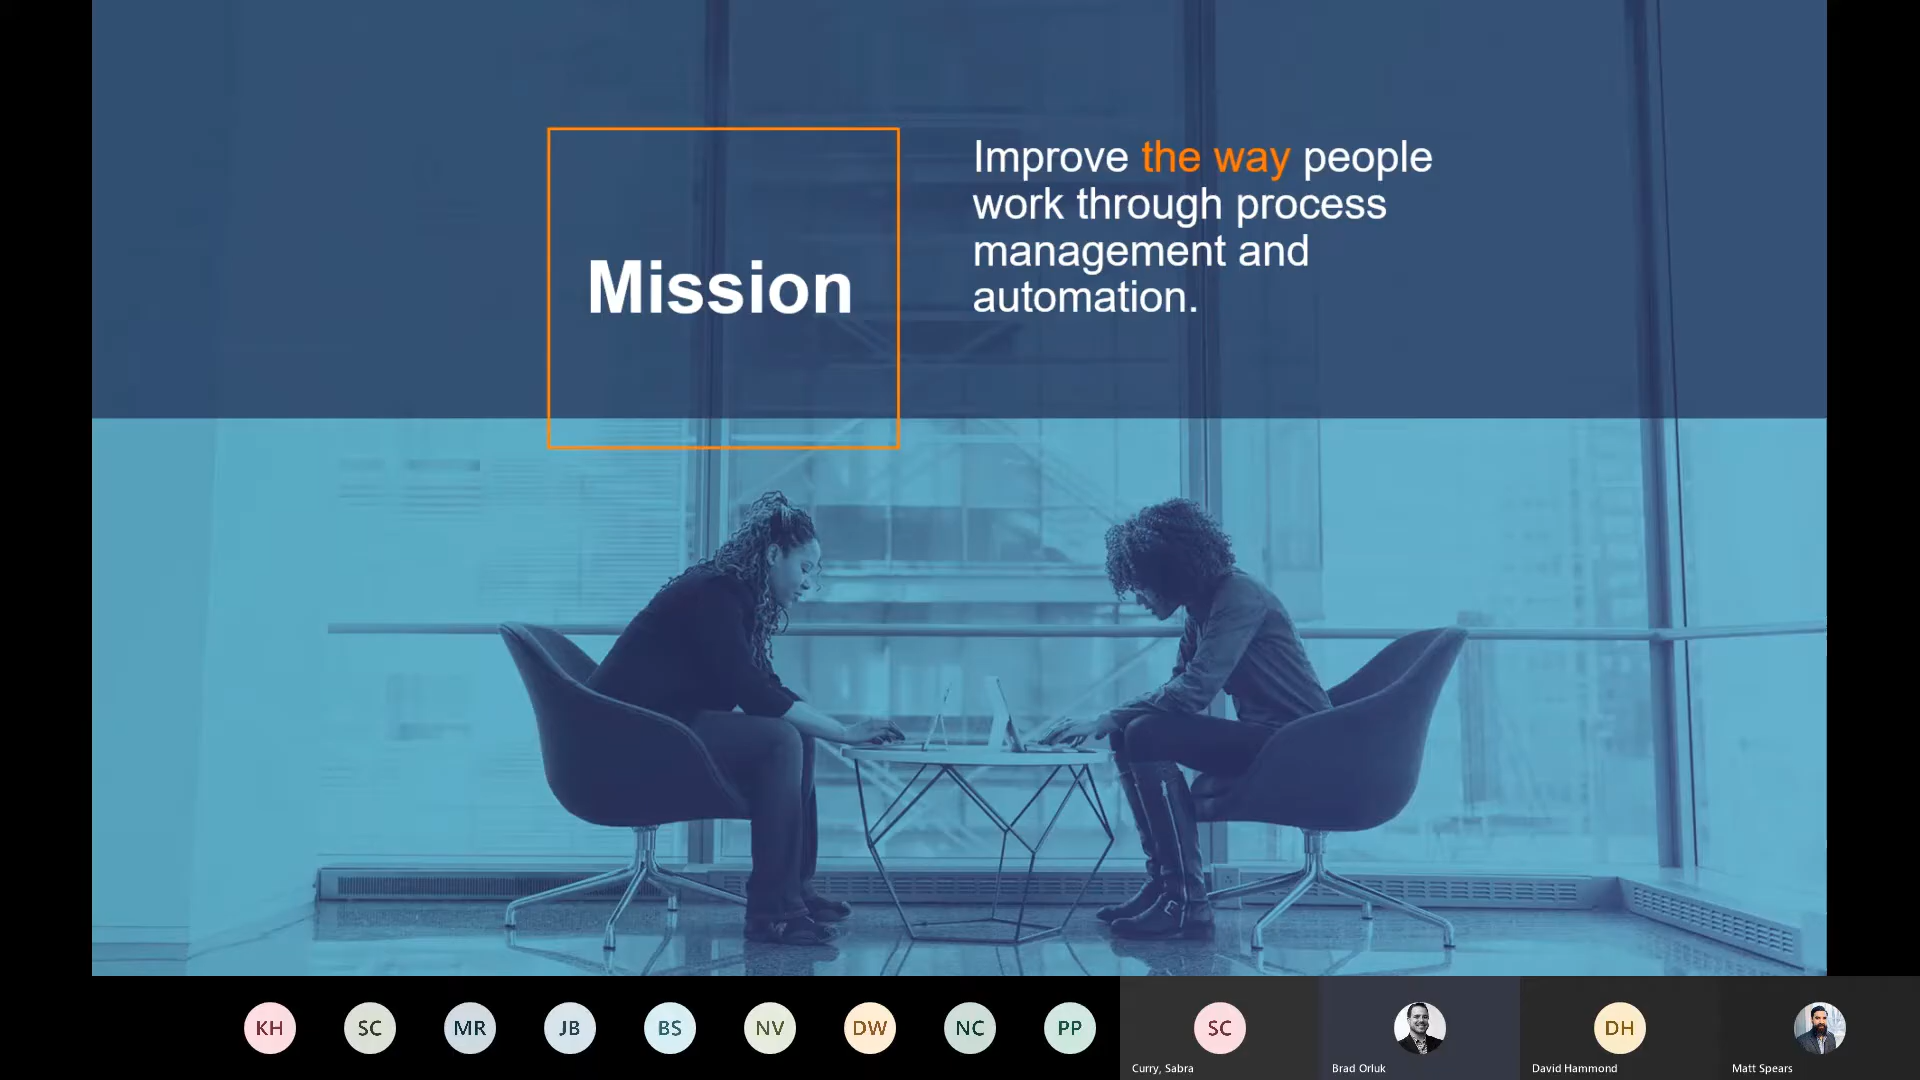 Mission
Improve the way people
work through process
management and
automation.
KH
SC
MR
JB
BS
NV
DW
NC
PP
SC
DH
Curry, Sabra
Brad Orluk
David Hammond
Matt Spears